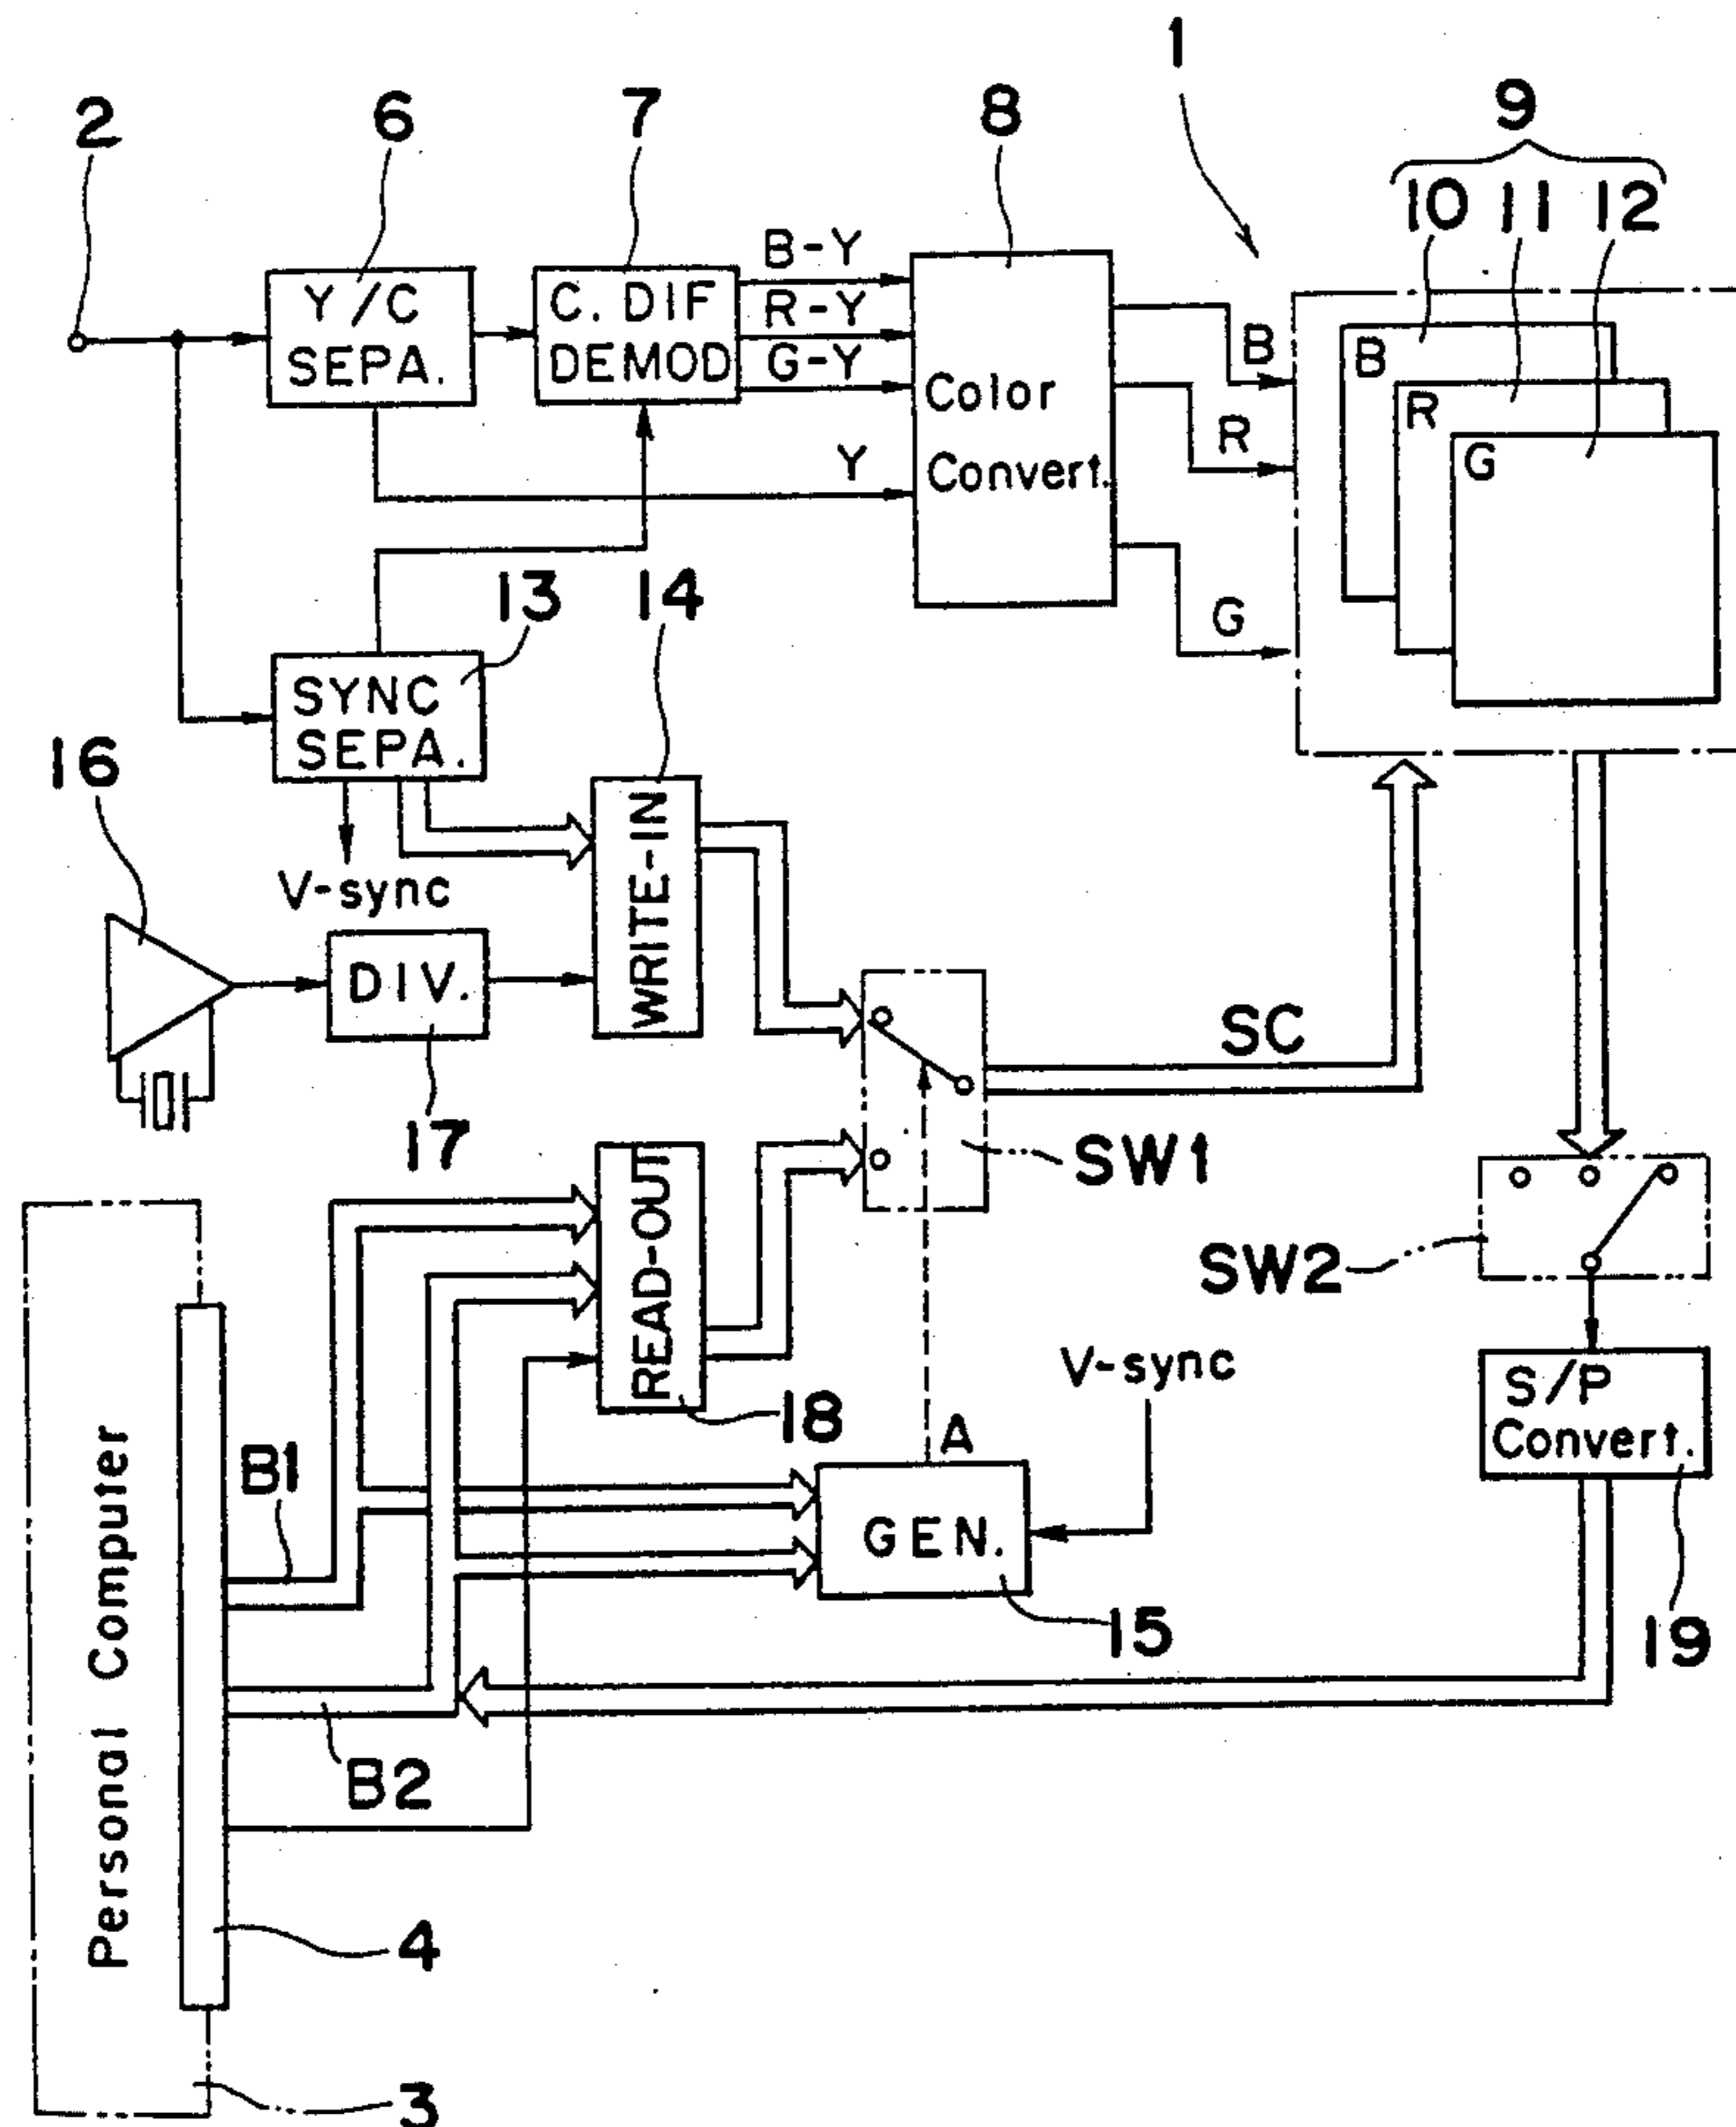 1
2
6
7
8
9
10 11 12
Y/C
SEPA.
C. DIF
DEMOD
B-Y
R-Y
G-Y
Y
Color
Convert.
B
R
G
B
R
G
13
14
SYNC
SEPA.
V-sync
16
DIV.
17
WRITE-IN
SC
SW1
READ-OUT
18
SW2
V-sync
S/P
Convert.
19
A
GEN.
15
Personal Computer
B1
B2
4
3